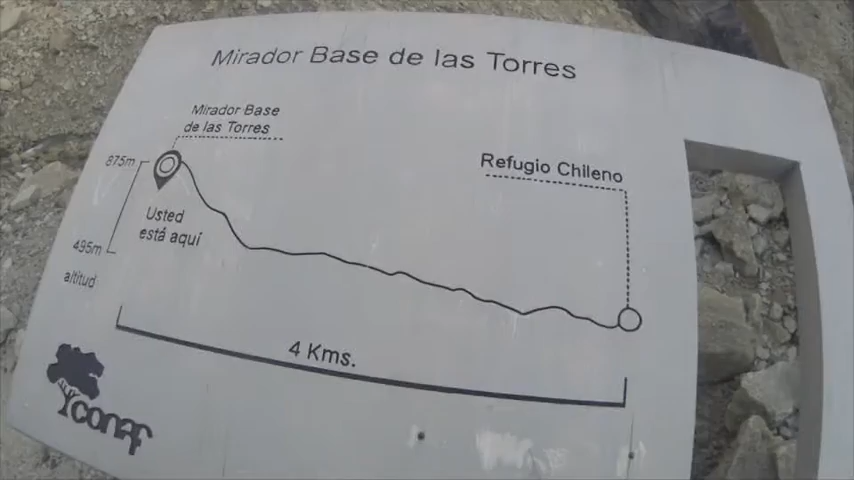 Mirador Base de las Torres
Mirador Base
de las Torres
Refugio Chileno
875m
Usted
está aquí
495m
altitud
4 Kms.
conaf